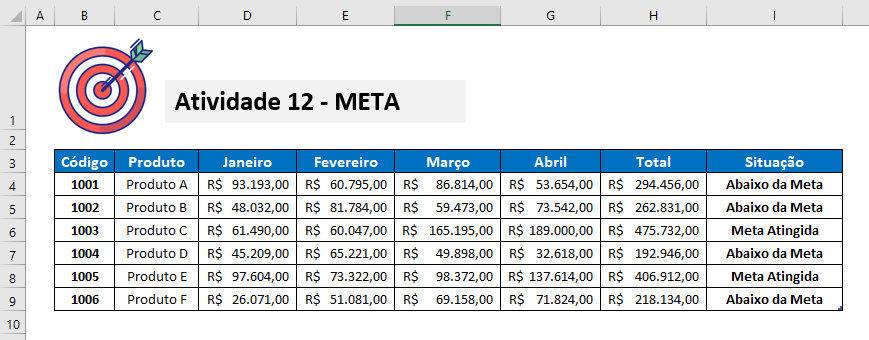 A B C D E F G H I
1 Atividade 12 - META
2
3 Código Produto Janeiro Fevereiro Março Abril Total Situação
4 1001 Produto A R$ 93.193,00 R$ 60.795,00 R$ 86.814,00 R$ 53.654,00 R$ 294.456,00 Abaixo da Meta
5 1002 Produto B R$ 48.032,00 R$ 81.784,00 R$ 59.473,00 R$ 73.542,00 R$ 262.831,00 Abaixo da Meta
6 1003 Produto C R$ 61.490,00 R$ 60.047,00 R$ 165.195,00 R$ 189.000,00 R$ 475.732,00 Meta Atingida
7 1004 Produto D R$ 45.209,00 R$ 65.221,00 R$ 49.898,00 R$ 32.618,00 R$ 192.946,00 Abaixo da Meta
8 1005 Produto E R$ 97.604,00 R$ 73.322,00 R$ 98.372,00 R$ 137.614,00 R$ 406.912,00 Meta Atingida
9 1006 Produto F R$ 26.071,00 R$ 51.081,00 R$ 69.158,00 R$ 71.824,00 R$ 218.134,00 Abaixo da Meta
10